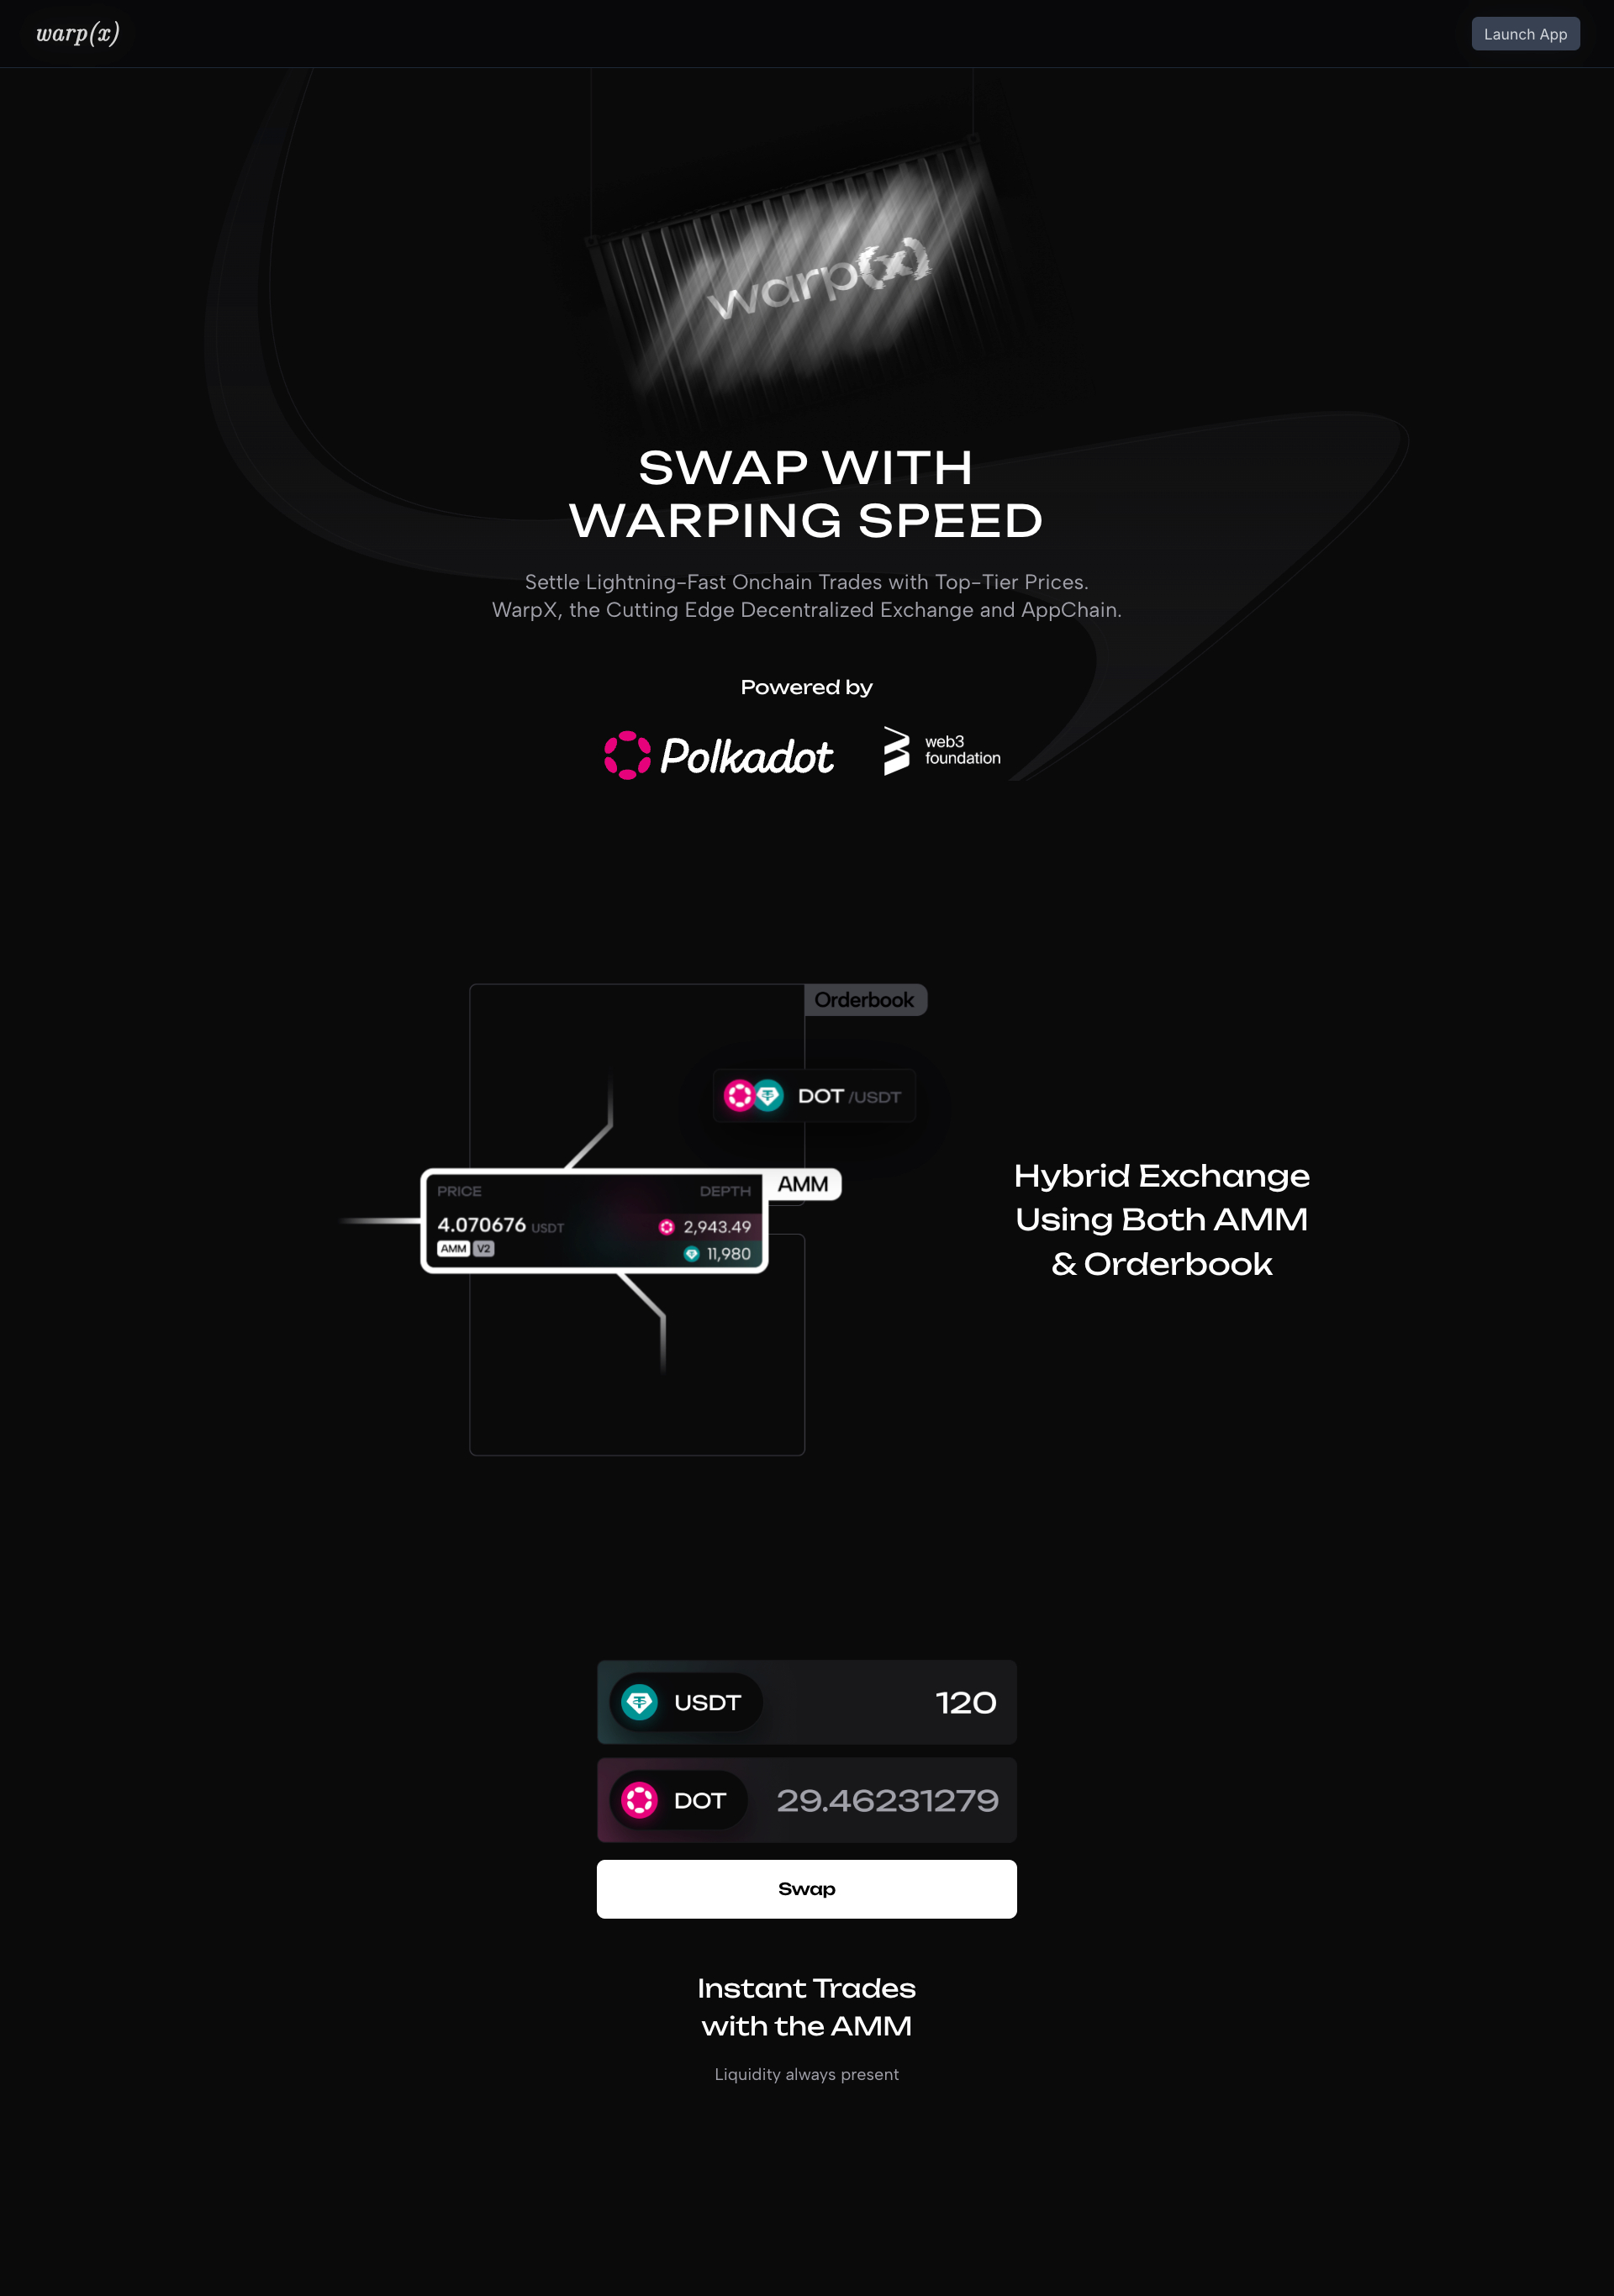 warp(x)
Launch App
warp(x)
SWAP WITH
WARPING SPEED
Settle Lightning-Fast Onchain Trades with Top-Tier Prices.
WarpX, the Cutting Edge Decentralized Exchange and AppChain.
Powered by
Polkadot
web3
foundation
Orderbook
DOT /USDT
AMM
PRICE
DEPTH
4.070676 USDT
2,943.49
AMM V2
11,980
Hybrid Exchange
Using Both AMM
& Orderbook
USDT
120
DOT
29.46231279
Swap
Instant Trades
with the AMM
Liquidity always present